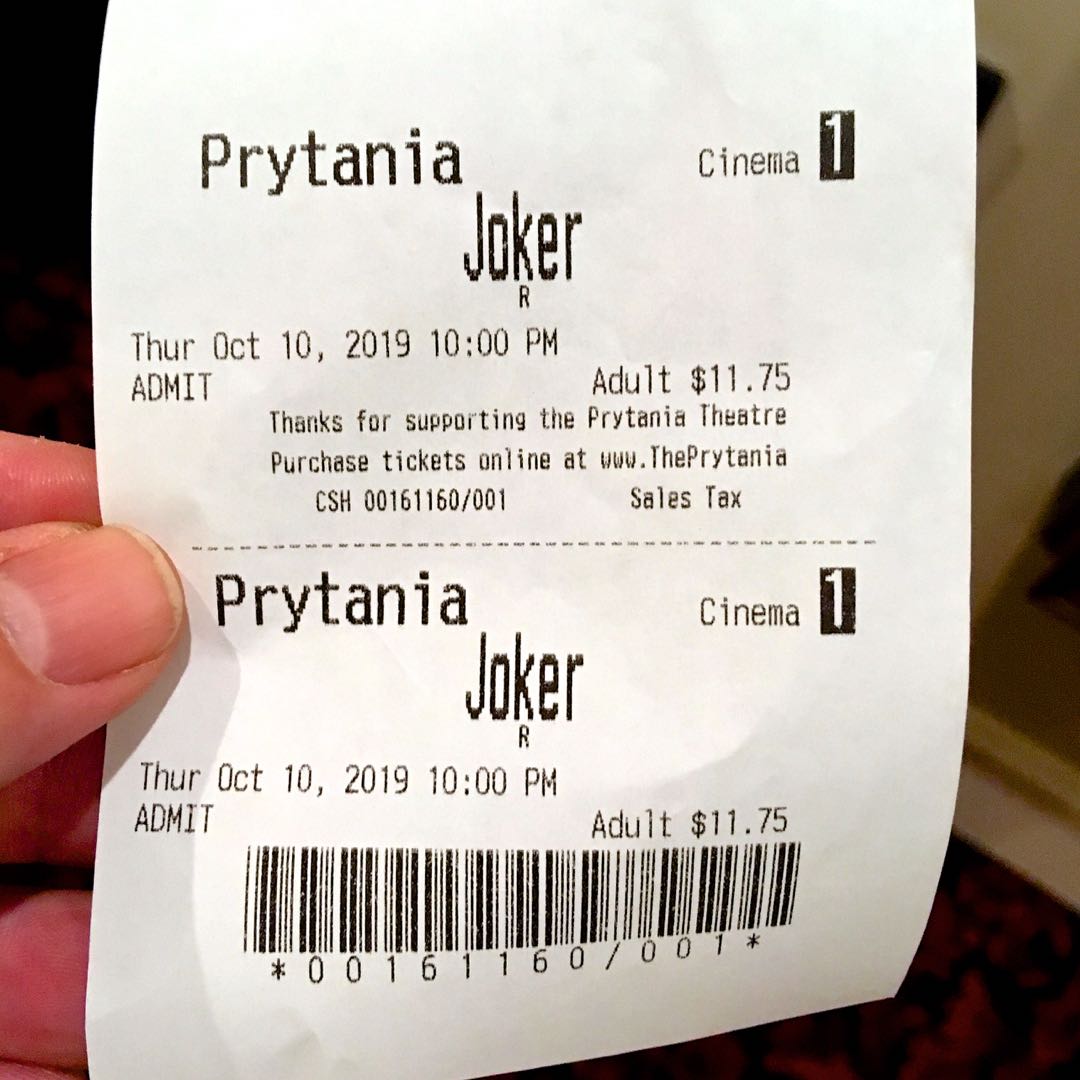 Prytania Cinema 1
Joker
R
Thur Oct 10, 2019 10:00 PM
ADMIT Adult $11.75
Thanks for supporting the Prytania Theatre
Purchase tickets online at www.ThePrytania
CSH 00161160/001 Sales Tax
Prytania Cinema 1
Joker
R
Thur Oct 10, 2019 10:00 PM
ADMIT Adult $11.75
*00161160/001*